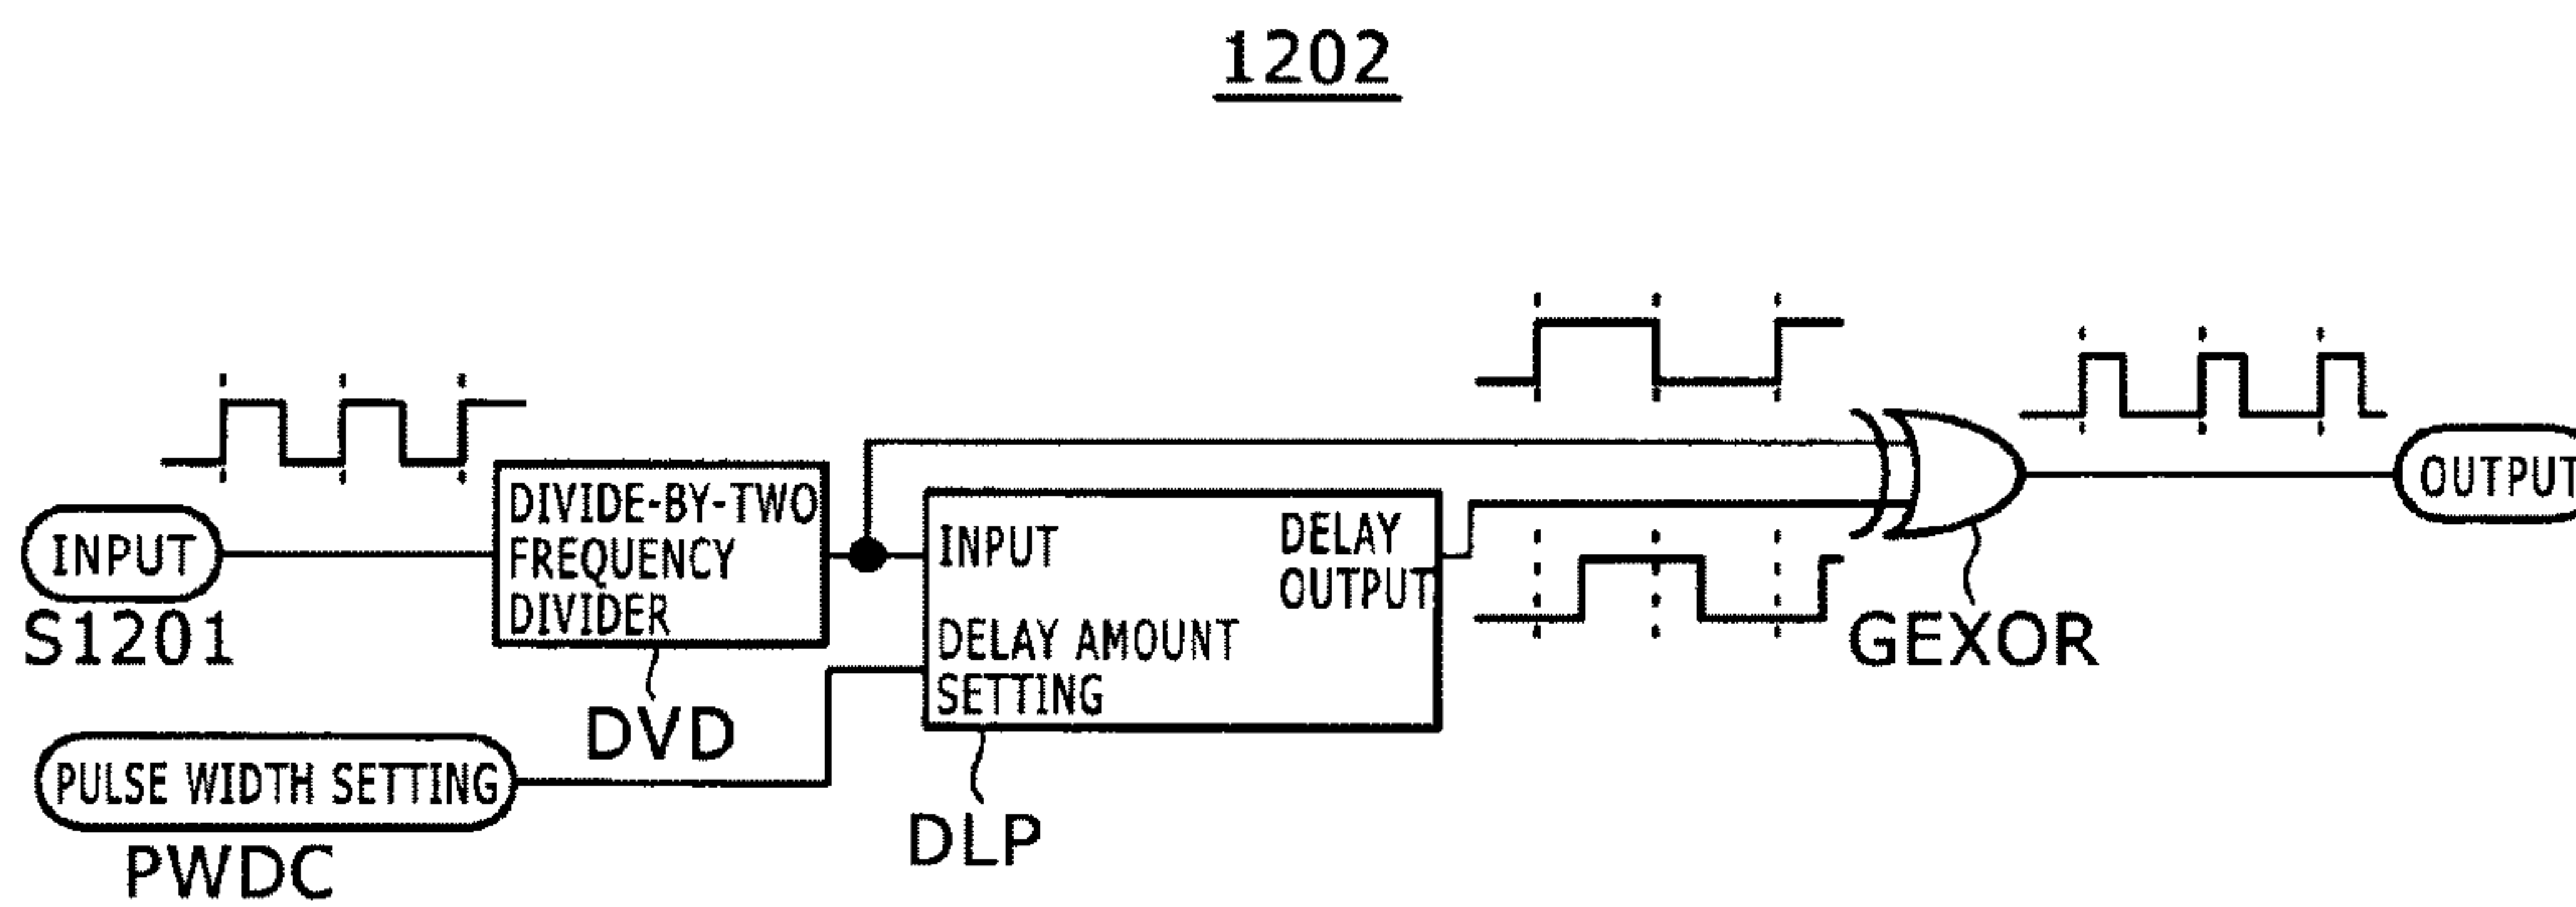 1202
INPUT
S1201
DIVIDE-BY-TWO
FREQUENCY
DIVIDER
DVD
PULSE WIDTH SETTING
PWDC
INPUT
DELAY
OUTPUT
DELAY AMOUNT
SETTING
DLP
GEXOR
OUTPUT